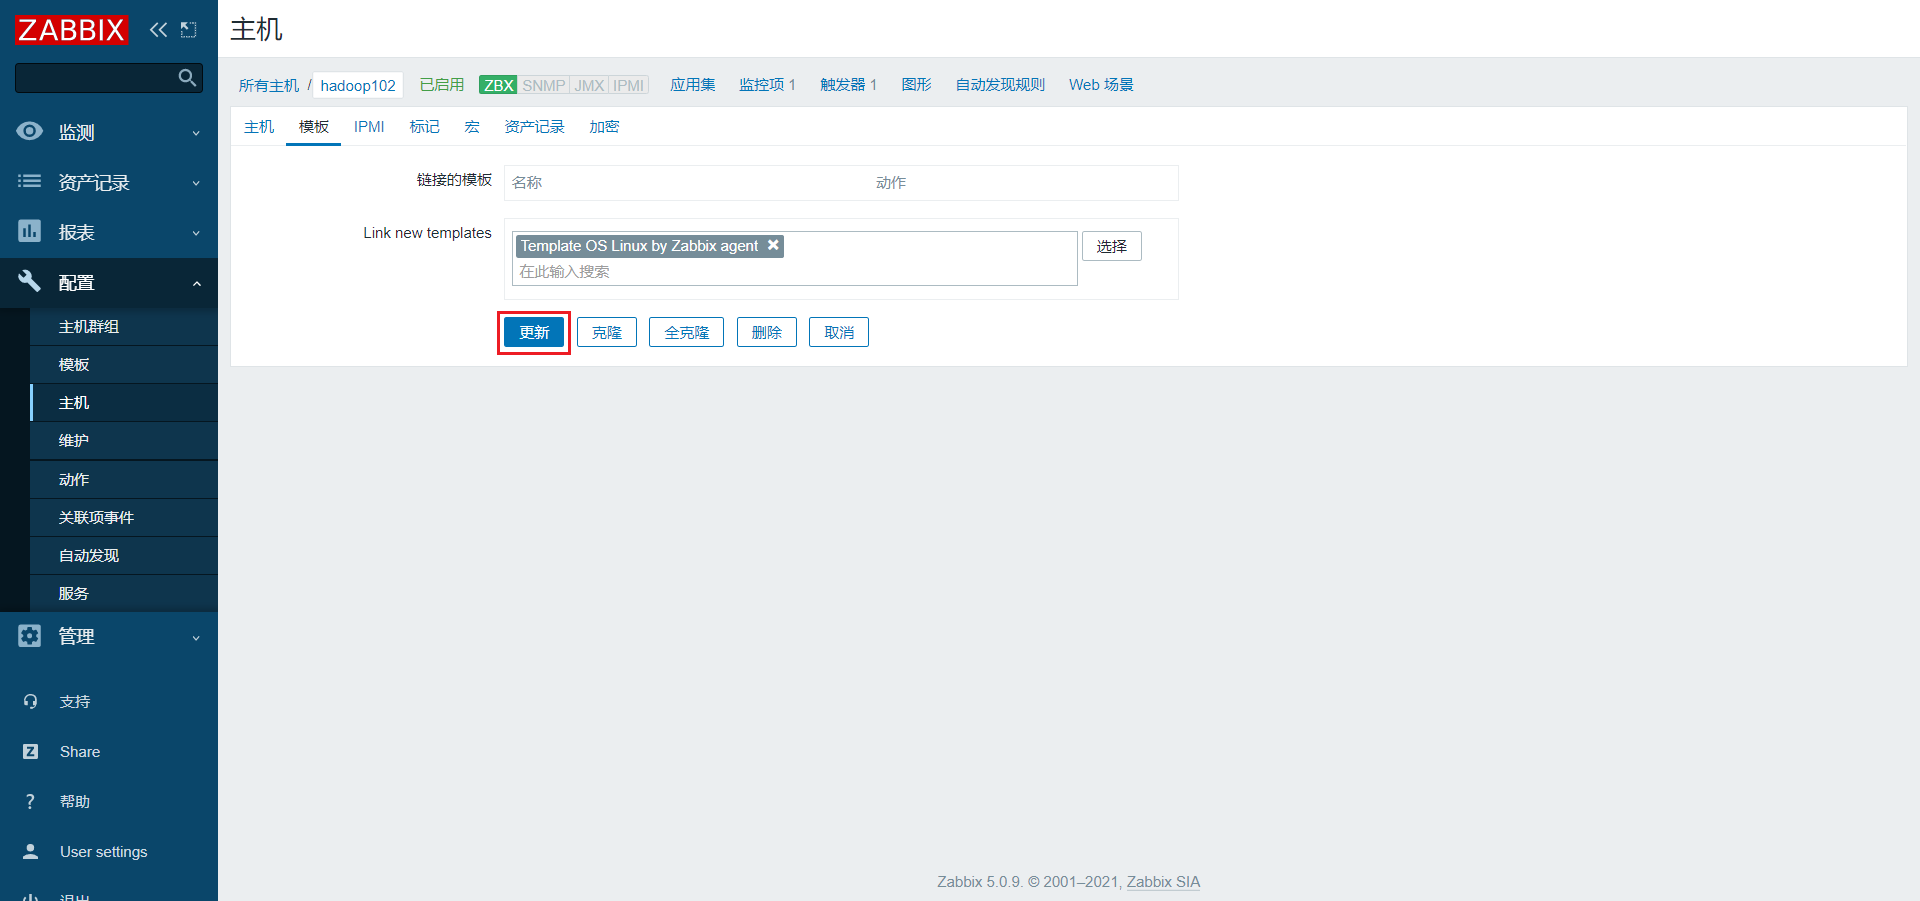 ZABBIX
监测
资产记录
报表
配置
主机群组
模板
主机
维护
动作
关联项事件
自动发现
服务
管理
支持
Share
帮助
User settings
退出
主机
所有主机 / hadoop102 已启用 ZBX SNMP JMX IPMI 应用集 监控项 1 触发器 1 图形 自动发现规则 Web 场景
主机 模板 IPMI 标记 宏 资产记录 加密
链接的模板 名称 动作
Link new templates Template OS Linux by Zabbix agent 选择
在此输入搜索
更新 克隆 全克隆 删除 取消
Zabbix 5.0.9. © 2001–2021, Zabbix SIA